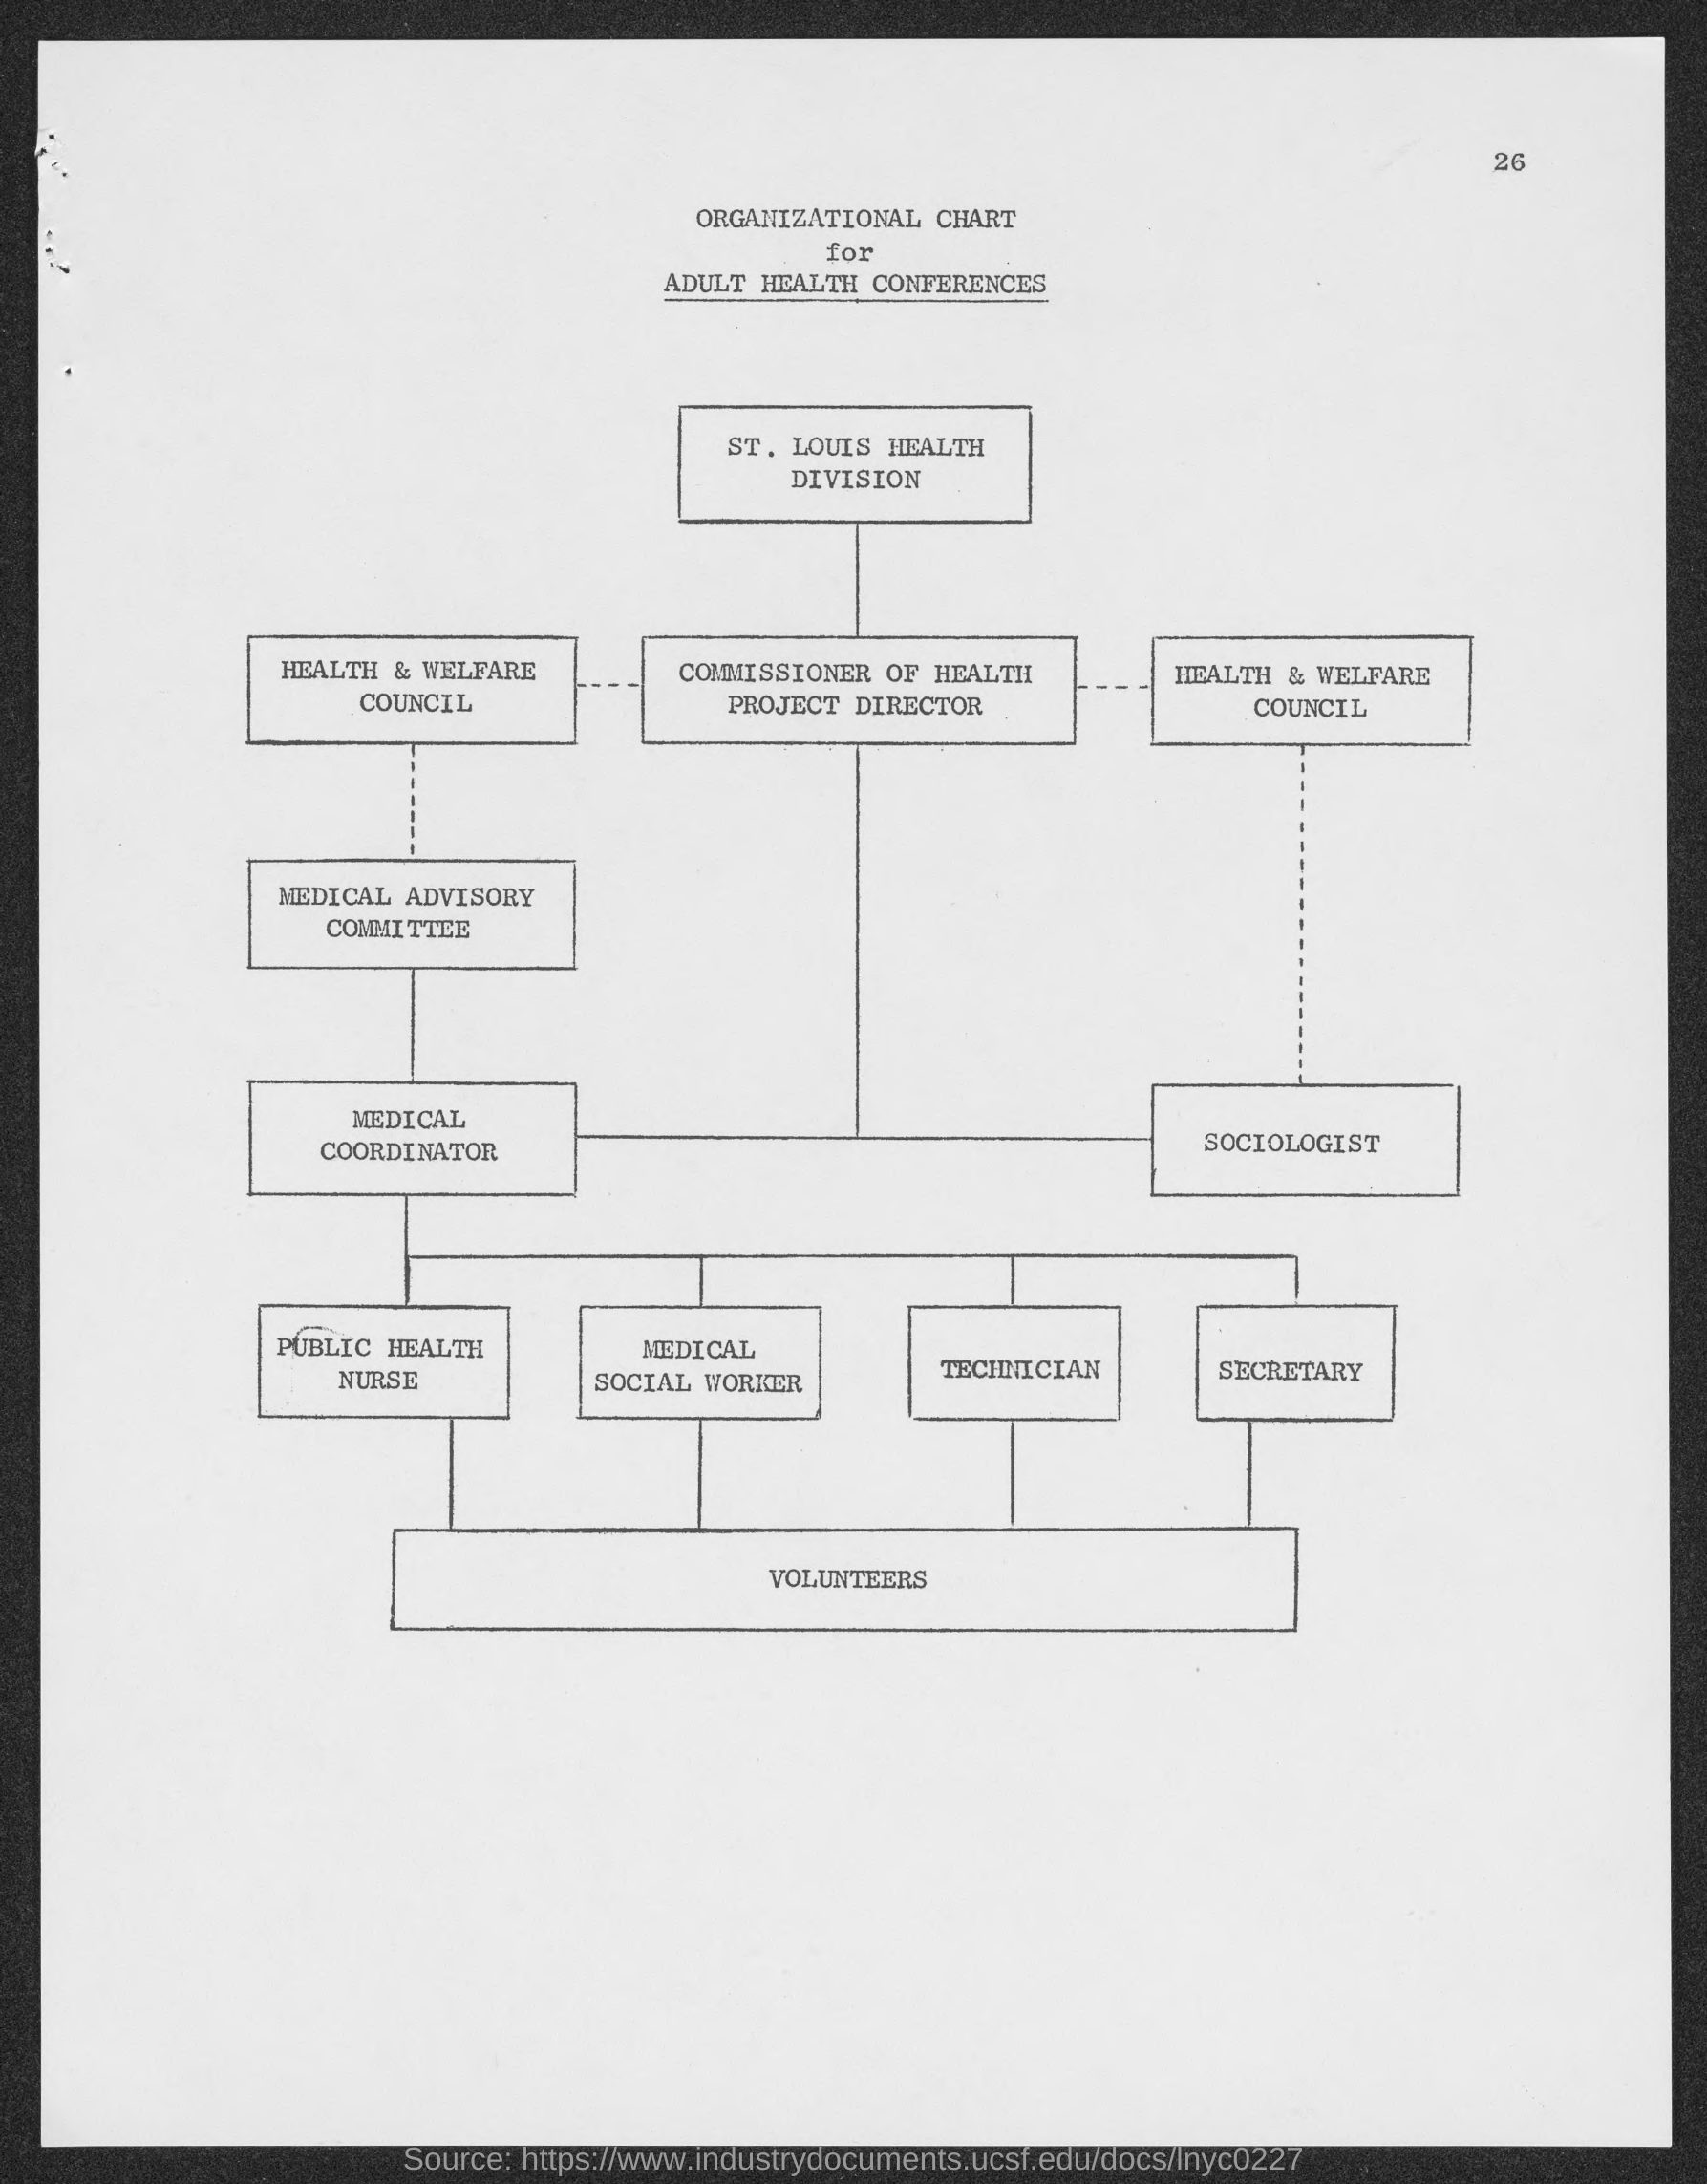 26
ORGANIZATIONAL CHART
for
ADULT HEALTH CONFERENCES
ST. LOUIS HEALTH
DIVISION
HEALTH & WELFARE
COUNCIL
COMMISSIONER OF HEALTH
PROJECT DIRECTOR
HEALTH & WELFARE
COUNCIL
MEDICAL ADVISORY
COMMITTEE
MEDICAL
COORDINATOR
SOCIOLOGIST
PUBLIC HEALTH
NURSE
MEDICAL
SOCIAL WORKER
TECHNICIAN
SECRETARY
VOLUNTEERS
Source: https://www.industrydocuments.ucsf.edu/docs/lnyc0227